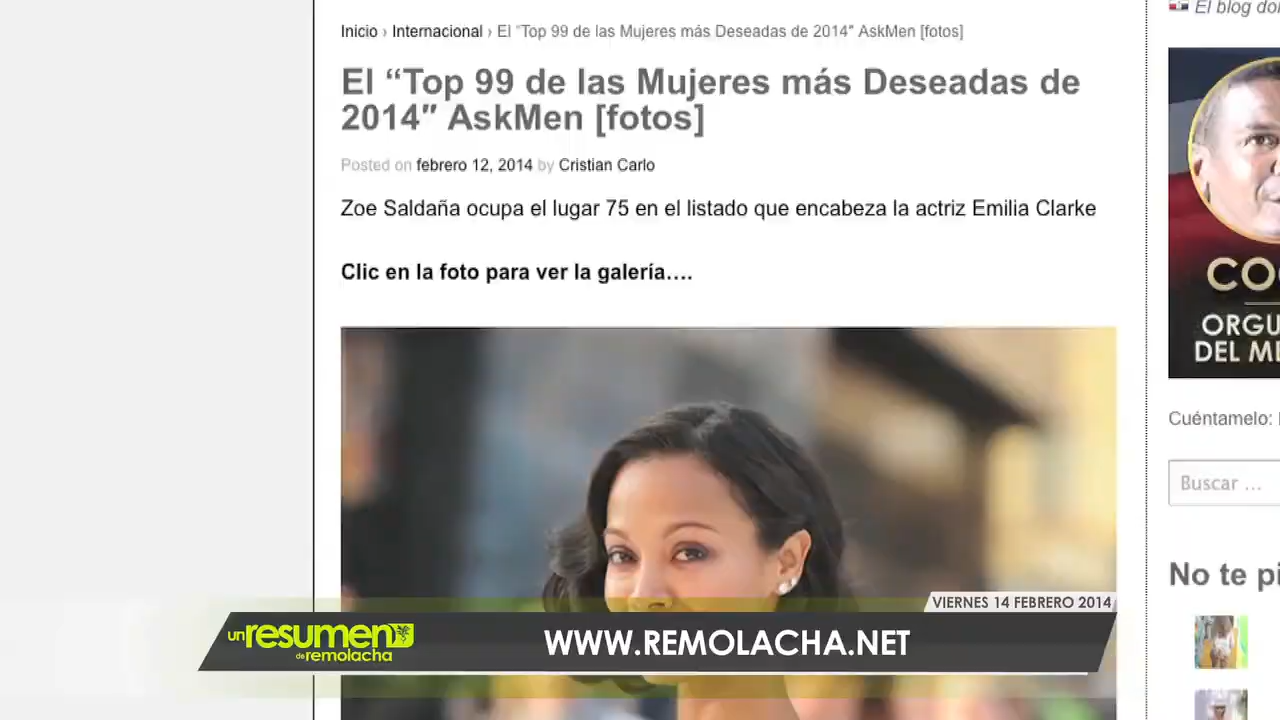 El blog do
Inicio › Internacional › El “Top 99 de las Mujeres más Deseadas de 2014″ AskMen [fotos]
El “Top 99 de las Mujeres más Deseadas de
2014″ AskMen [fotos]
Posted on febrero 12, 2014 by Cristian Carlo
Zoe Saldaña ocupa el lugar 75 en el listado que encabeza la actriz Emilia Clarke
Clic en la foto para ver la galería….
CO
ORGU
DEL ME
Cuéntamelo:
Buscar ...
No te pi
VIERNES 14 FEBRERO 2014
un resumen
de remolacha
WWW.REMOLACHA.NET